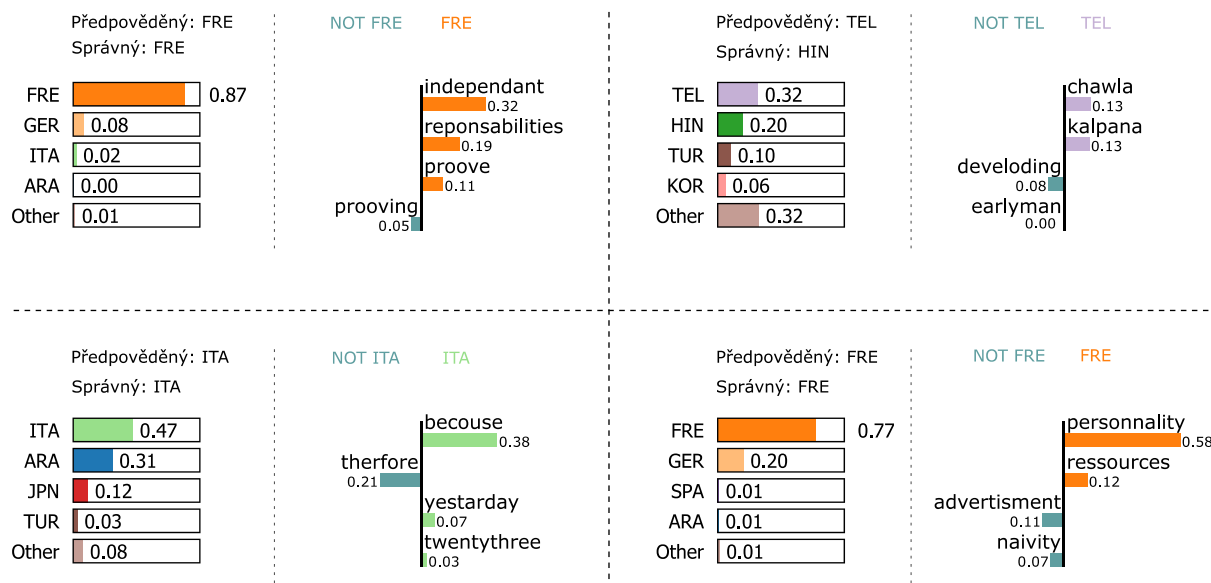 Předpověděný: FRE
Správný: FRE
FRE 0.87
GER 0.08
ITA 0.02
ARA 0.00
Other 0.01
NOT FRE FRE
independant
0.32
reponsabilities
0.19
proove
0.11
prooving
0.05
Předpověděný: TEL
Správný: HIN
TEL 0.32
HIN 0.20
TUR 0.10
KOR 0.06
Other 0.32
NOT TEL TEL
chawla
0.13
kalpana
0.13
develoding
0.08
earlyman
0.00
Předpověděný: ITA
Správný: ITA
ITA 0.47
ARA 0.31
JPN 0.12
TUR 0.03
Other 0.08
NOT ITA ITA
becouse
0.38
therfore
0.21
yestarday
0.07
twentythree
0.03
Předpověděný: FRE
Správný: FRE
FRE 0.77
GER 0.20
SPA 0.01
ARA 0.01
Other 0.01
NOT FRE FRE
personnality
0.58
ressources
0.12
advertisment
0.11
naivity
0.07